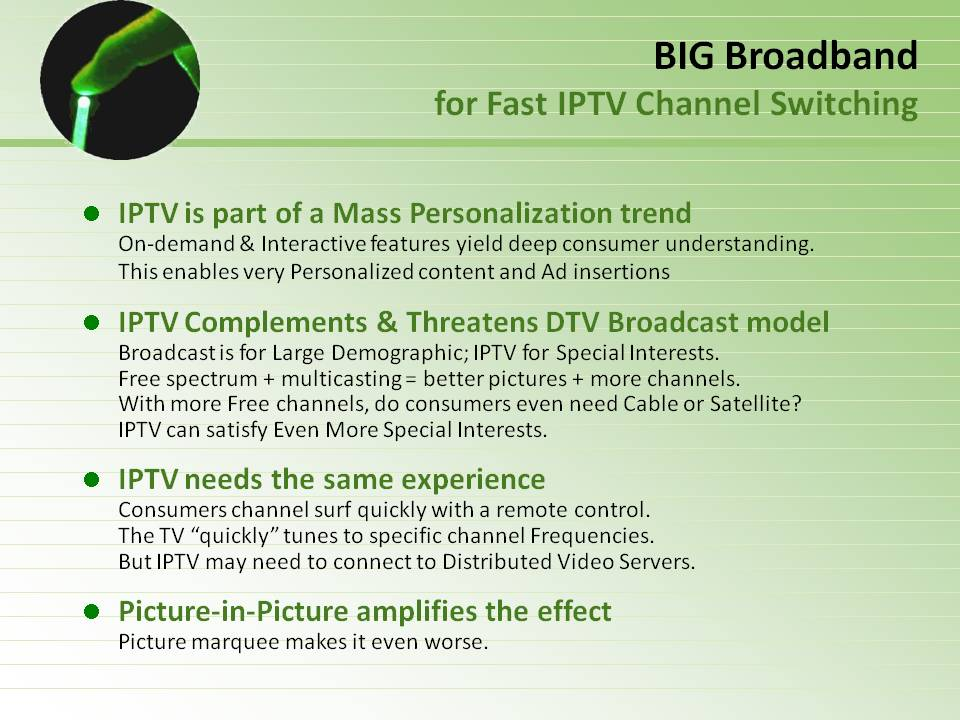 BIG Broadband
for Fast IPTV Channel Switching
IPTV is part of a Mass Personalization trend
On-demand & Interactive features yield deep consumer understanding.
This enables very Personalized content and Ad insertions
IPTV Complements & Threatens DTV Broadcast model
Broadcast is for Large Demographic; IPTV for Special Interests.
Free spectrum + multicasting = better pictures + more channels.
With more Free channels, do consumers even need Cable or Satellite?
IPTV can satisfy Even More Special Interests.
IPTV needs the same experience
Consumers channel surf quickly with a remote control.
The TV “quickly” tunes to specific channel Frequencies.
But IPTV may need to connect to Distributed Video Servers.
Picture-in-Picture amplifies the effect
Picture marquee makes it even worse.